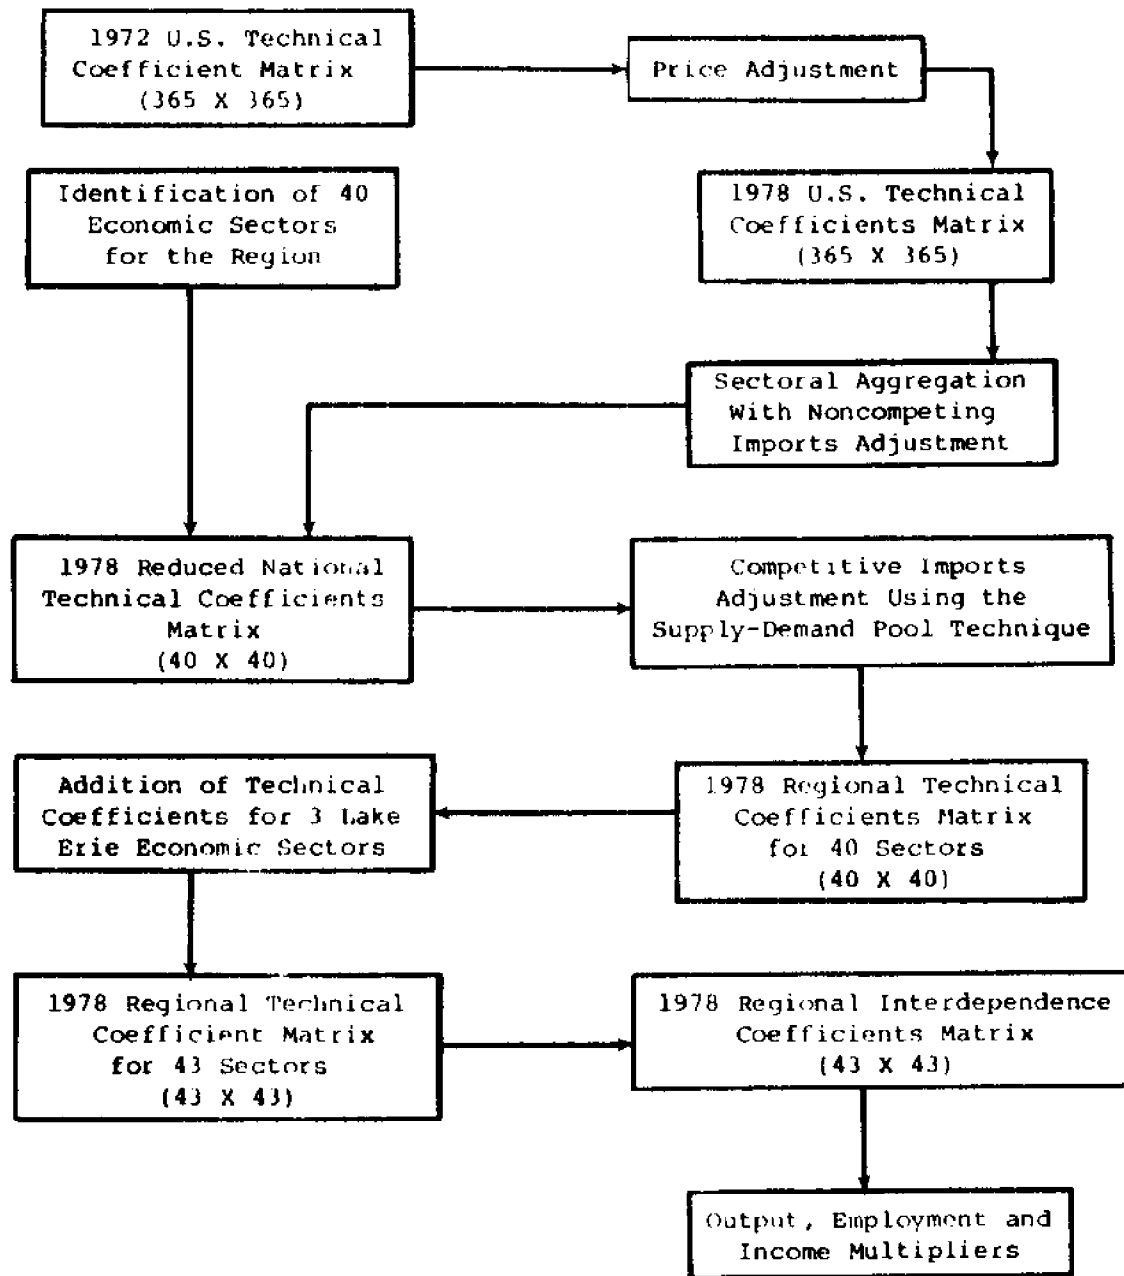 1972 U.S. Technical
Coefficient Matrix
(365 X 365)
Price Adjustment
Identification of 40
Economic Sectors
for the Region
1978 U.S. Technical
Coefficients Matrix
(365 X 365)
Sectoral Aggregation
With Noncompeting
Imports Adjustment
1978 Reduced National
Technical Coefficients
Matrix
(40 X 40)
Competitive Imports
Adjustment Using the
Supply-Demand Pool Technique
Addition of Technical
Coefficients for 3 Lake
Erie Economic Sectors
1978 Regional Technical
Coefficients Matrix
for 40 Sectors
(40 X 40)
1978 Regional Technical
Coefficient Matrix
for 43 Sectors
(43 X 43)
1978 Regional Interdependence
Coefficients Matrix
(43 X 43)
Output, Employment and
Income Multipliers